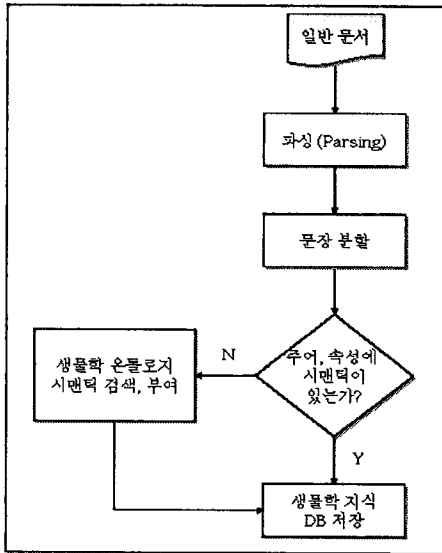 일반 문서
파싱 (Parsing)
문장 분할
주어, 속성에
시맨틱이
있는가?
N
생물학 온톨로지
시맨틱 검색, 부여
Y
생물학 지식
DB 저장